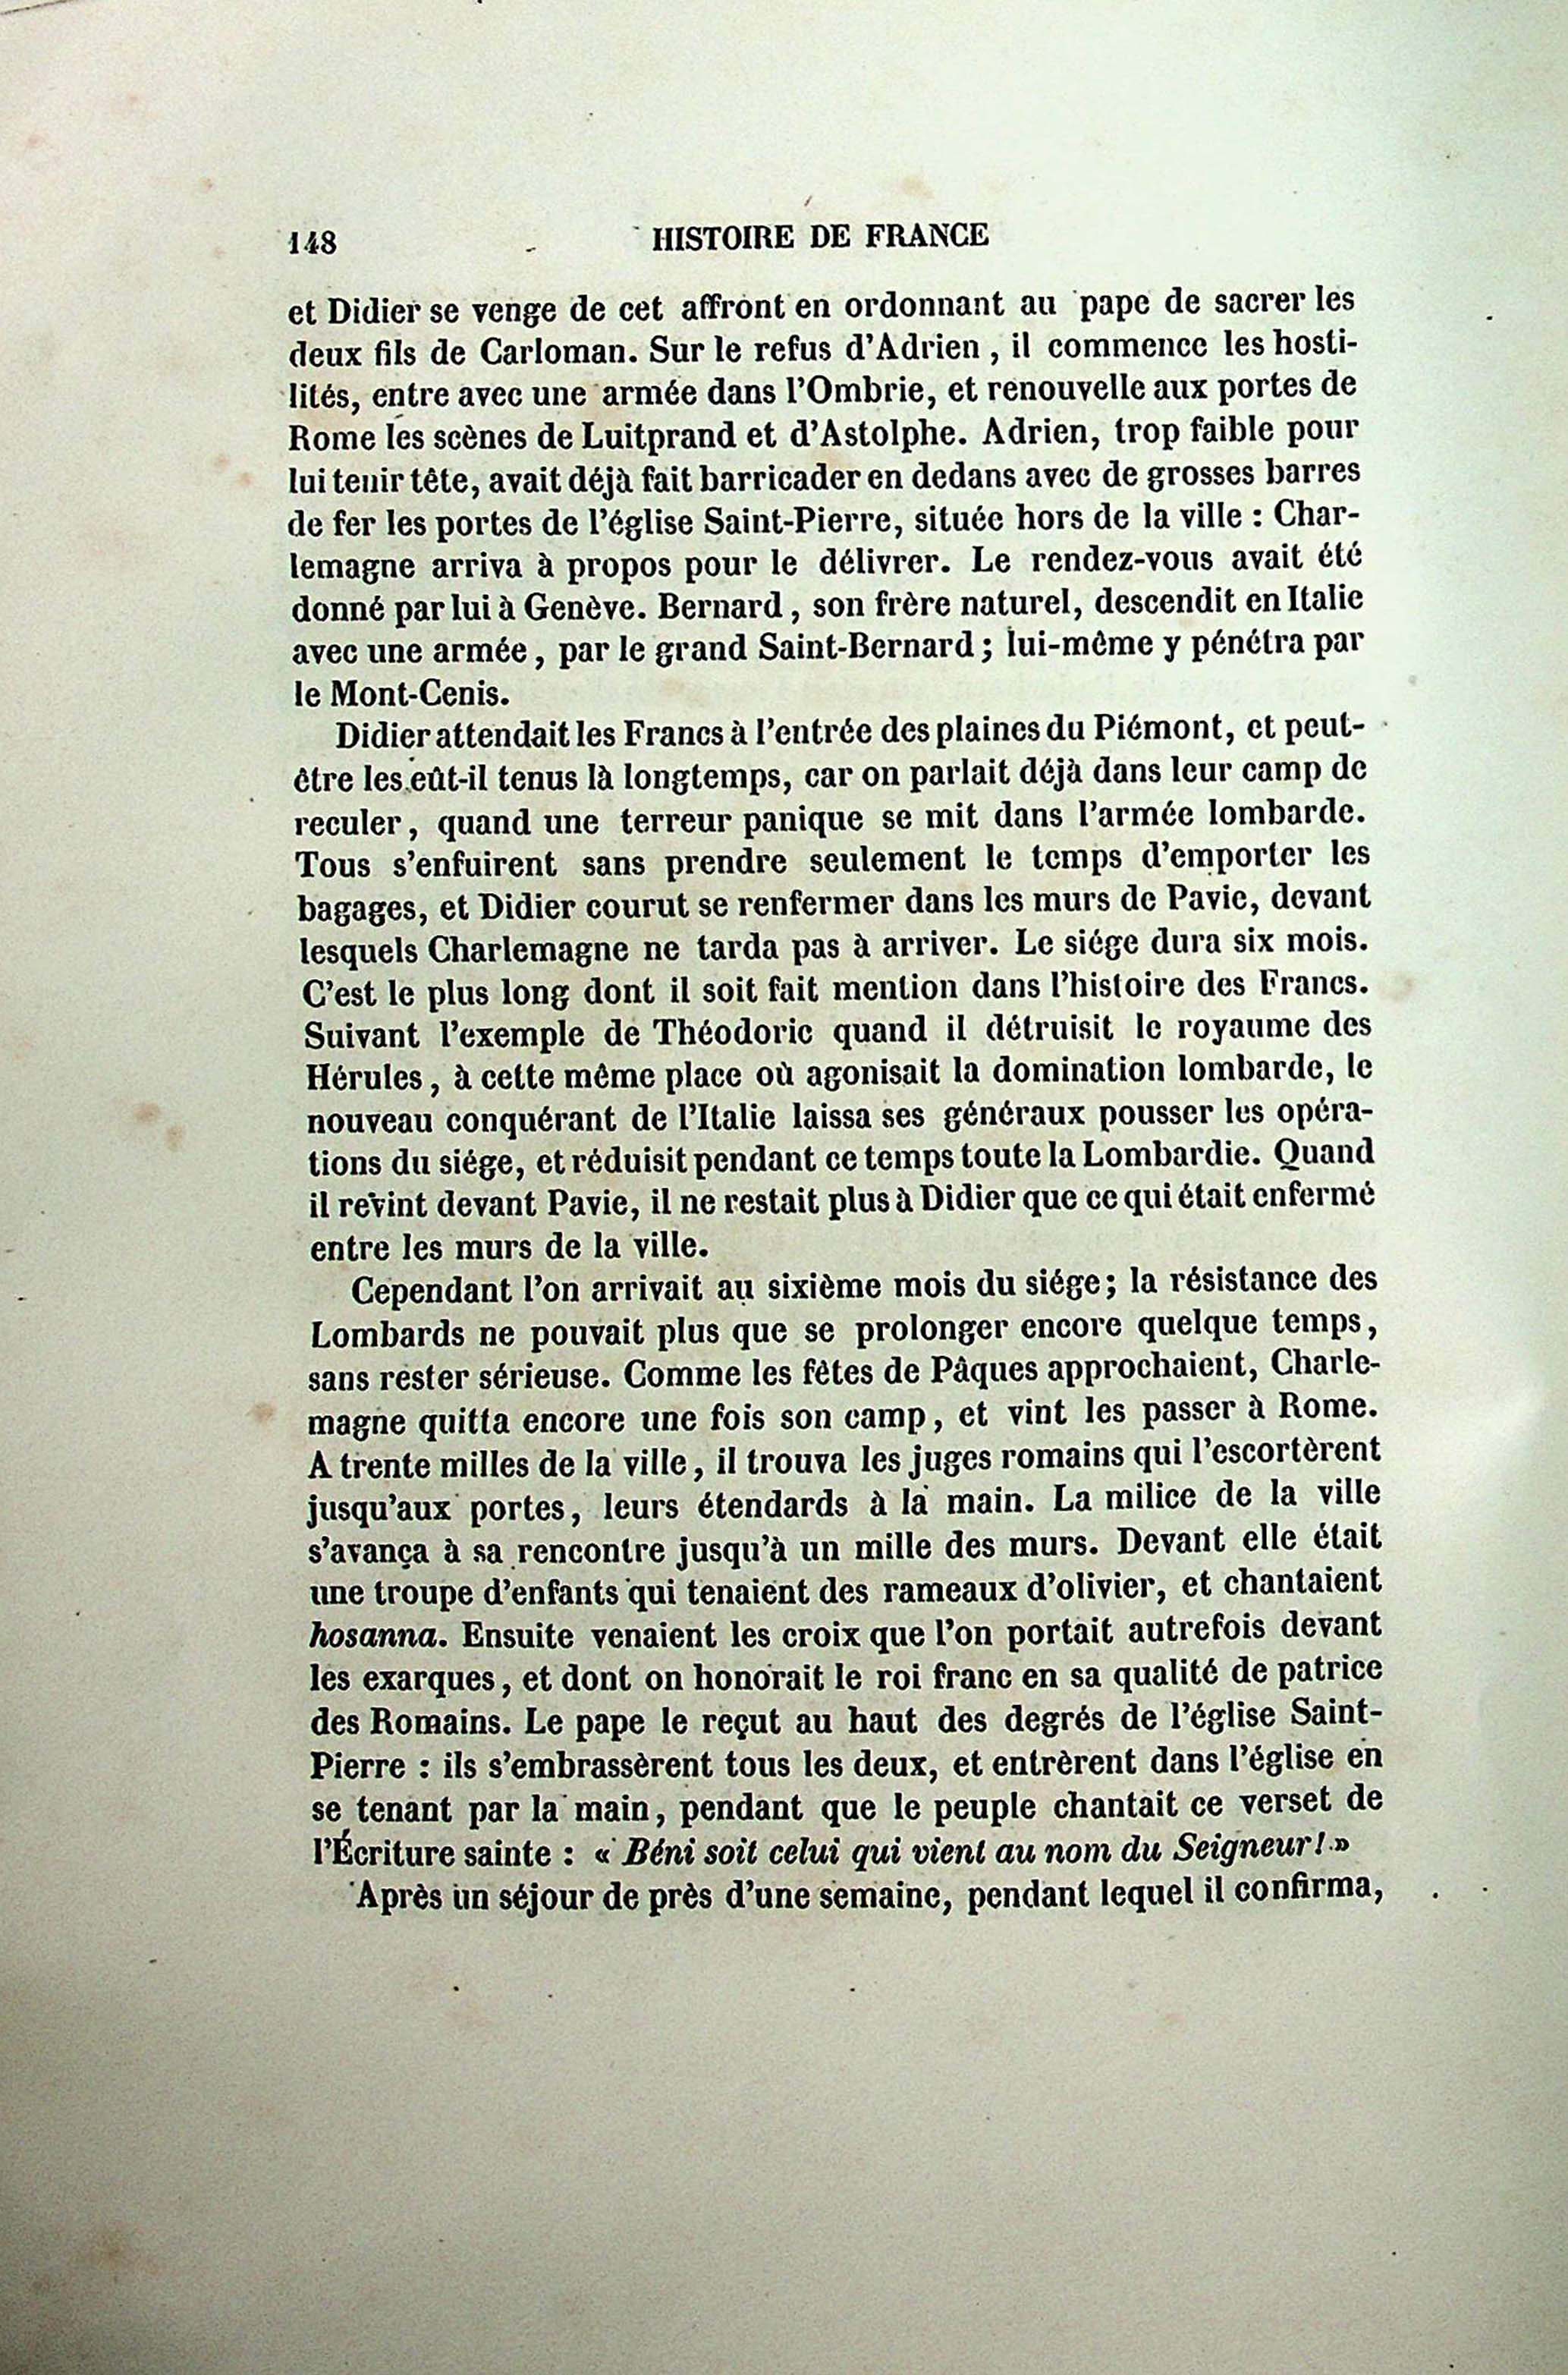 148 HISTOIRE DE FRANCE
et Didier se venge de cet affront en ordonnant au pape de sacrer les
deux fils de Carloman. Sur le refus d'Adrien, il commence les hosti-
lités, entre avec une armée dans l'Ombrie, et renouvelle aux portes de
Rome les scènes de Luitprand et d'Astolphe. Adrien, trop faible pour
lui tenir tête, avait déjà fait barricader en dedans avec de grosses barres
de fer les portes de l'église Saint-Pierre, située hors de la ville : Char-
lemagne arriva à propos pour le délivrer. Le rendez-vous avait été
donné par lui à Genève. Bernard, son frère naturel, descendit en Italie
avec une armée, par le grand Saint-Bernard ; lui-même y pénétra par
le Mont-Cenis.
Didier attendait les Francs à l'entrée des plaines du Piémont, et peut-
être les eût-il tenus là longtemps, car on parlait déjà dans leur camp de
reculer, quand une terreur panique se mit dans l'armée lombarde.
Tous s'enfuirent sans prendre seulement le temps d'emporter les
bagages, et Didier courut se renfermer dans les murs de Pavie, devant
lesquels Charlemagne ne tarda pas à arriver. Le siége dura six mois.
C'est le plus long dont il soit fait mention dans l'histoire des Francs.
Suivant l'exemple de Théodoric quand il détruisit le royaume des
Hérules, à cette même place où agonisait la domination lombarde, le
nouveau conquérant de l'Italie laissa ses généraux pousser les opéra-
tions du siége, et réduisit pendant ce temps toute la Lombardie. Quand
il revint devant Pavie, il ne restait plus à Didier que ce qui était enfermé
entre les murs de la ville.
Cependant l'on arrivait au sixième mois du siége; la résistance des
Lombards ne pouvait plus que se prolonger encore quelque temps,
sans rester sérieuse. Comme les fêtes de Pâques approchaient, Charle-
magne quitta encore une fois son camp, et vint les passer à Rome.
A trente milles de la ville, il trouva les juges romains qui l'escortèrent
jusqu'aux portes, leurs étendards à la main. La milice de la ville
s'avança à sa rencontre jusqu'à un mille des murs. Devant elle était
une troupe d'enfants qui tenaient des rameaux d'olivier, et chantaient
hosanna. Ensuite venaient les croix que l'on portait autrefois devant
les exarques, et dont on honorait le roi franc en sa qualité de patrice
des Romains. Le pape le reçut au haut des degrés de l'église Saint-
Pierre : ils s'embrassèrent tous les deux, et entrèrent dans l'église en
se tenant par la main, pendant que le peuple chantait ce verset de
l'Écriture sainte : « Béni soit celui qui vient au nom du Seigneur! »
Après un séjour de près d'une semaine, pendant lequel il confirma,